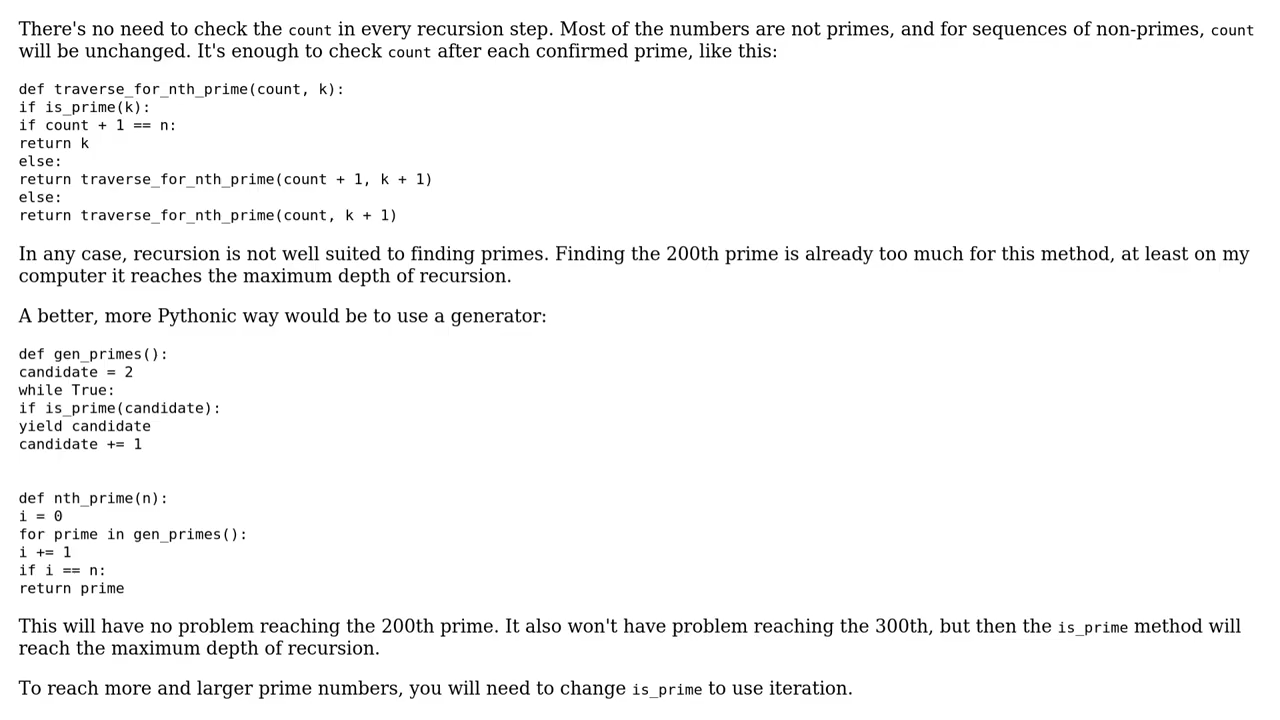 There's no need to check the count in every recursion step. Most of the numbers are not primes, and for sequences of non-primes, count
will be unchanged. It's enough to check count after each confirmed prime, like this:
def traverse_for_nth_prime(count, k):
if is_prime(k):
if count + 1 == n:
return k
else:
return traverse_for_nth_prime(count + 1, k + 1)
else:
return traverse_for_nth_prime(count, k + 1)
In any case, recursion is not well suited to finding primes. Finding the 200th prime is already too much for this method, at least on my
computer it reaches the maximum depth of recursion.
A better, more Pythonic way would be to use a generator:
def gen_primes():
candidate = 2
while True:
if is_prime(candidate):
yield candidate
candidate += 1
def nth_prime(n):
i = 0
for prime in gen_primes():
i += 1
if i == n:
return prime
This will have no problem reaching the 200th prime. It also won't have problem reaching the 300th, but then the is_prime method will
reach the maximum depth of recursion.
To reach more and larger prime numbers, you will need to change is_prime to use iteration.